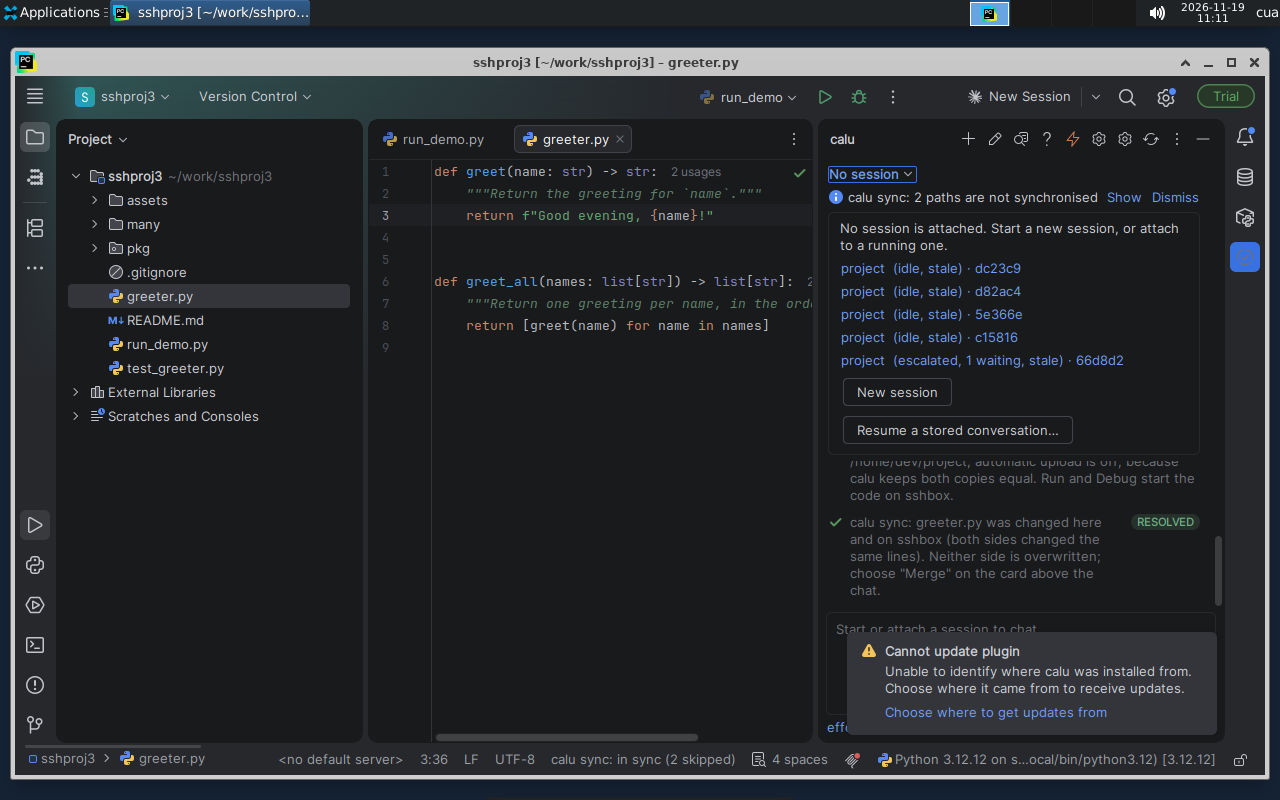 Applications
sshproj3 [~/work/sshpro...
2026-11-19
11:11
cua
sshproj3 [~/work/sshproj3] – greeter.py
S sshproj3
Version Control
run_demo
New Session
Trial
Project
run_demo.py
greeter.py
calu
sshproj3 ~/work/sshproj3
assets
many
pkg
.gitignore
greeter.py
README.md
run_demo.py
test_greeter.py
External Libraries
Scratches and Consoles
1 def greet(name: str) -> str: 2 usages
2 """Return the greeting for `name`."""
3 return f"Good evening, {name}!"
4
5
6 def greet_all(names: list[str]) -> list[str]: 2
7 """Return one greeting per name, in the orde
8 return [greet(name) for name in names]
9
No session
calu sync: 2 paths are not synchronised Show Dismiss
No session is attached. Start a new session, or attach
to a running one.
project (idle, stale) · dc23c9
project (idle, stale) · d82ac4
project (idle, stale) · 5e366e
project (idle, stale) · c15816
project (escalated, 1 waiting, stale) · 66d8d2
New session
Resume a stored conversation...
/home/dev/project, automatic upload is off, because
calu keeps both copies equal. Run and Debug start the
code on sshbox.
calu sync: greeter.py was changed here
and on sshbox (both sides changed the
same lines). Neither side is overwritten;
choose "Merge" on the card above the
chat.
RESOLVED
Start or attach a session to chat
Cannot update plugin
Unable to identify where calu was installed from.
Choose where it came from to receive updates.
Choose where to get updates from
effo
sshproj3 > greeter.py
<no default server>
3:36
LF
UTF-8
calu sync: in sync (2 skipped)
4 spaces
Python 3.12.12 on s...ocal/bin/python3.12) [3.12.12]